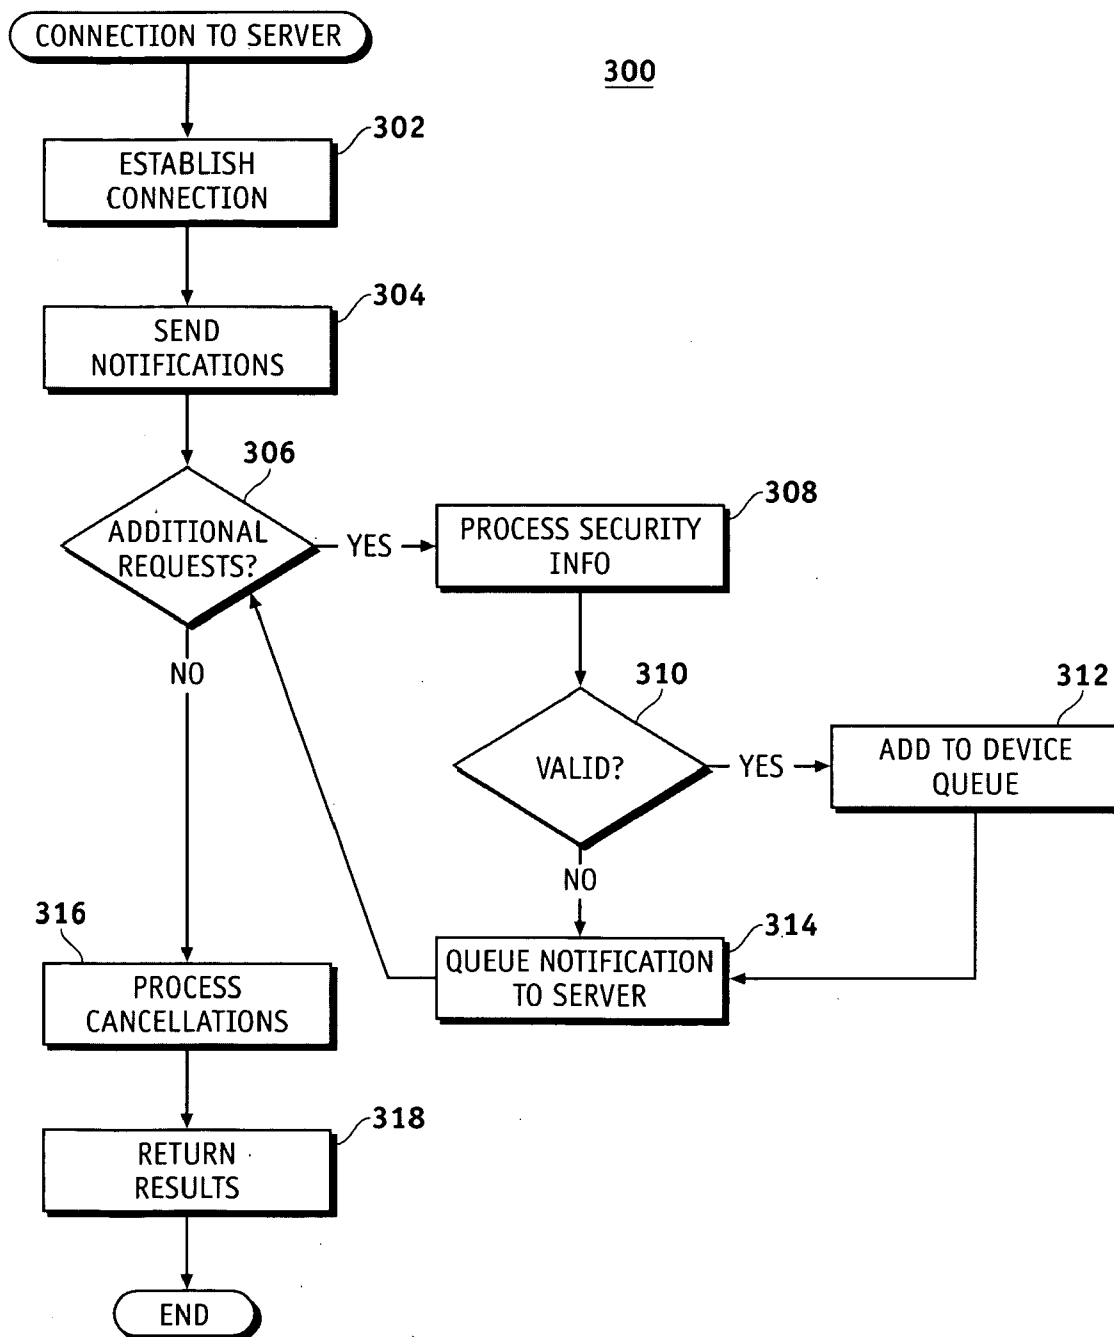 CONNECTION TO SERVER
300
302
ESTABLISH
CONNECTION
304
SEND
NOTIFICATIONS
306
ADDITIONAL
REQUESTS?
YES
308
PROCESS SECURITY
INFO
NO
310
VALID?
YES
312
ADD TO DEVICE
QUEUE
NO
314
QUEUE NOTIFICATION
TO SERVER
316
PROCESS
CANCELLATIONS
318
RETURN
RESULTS
END